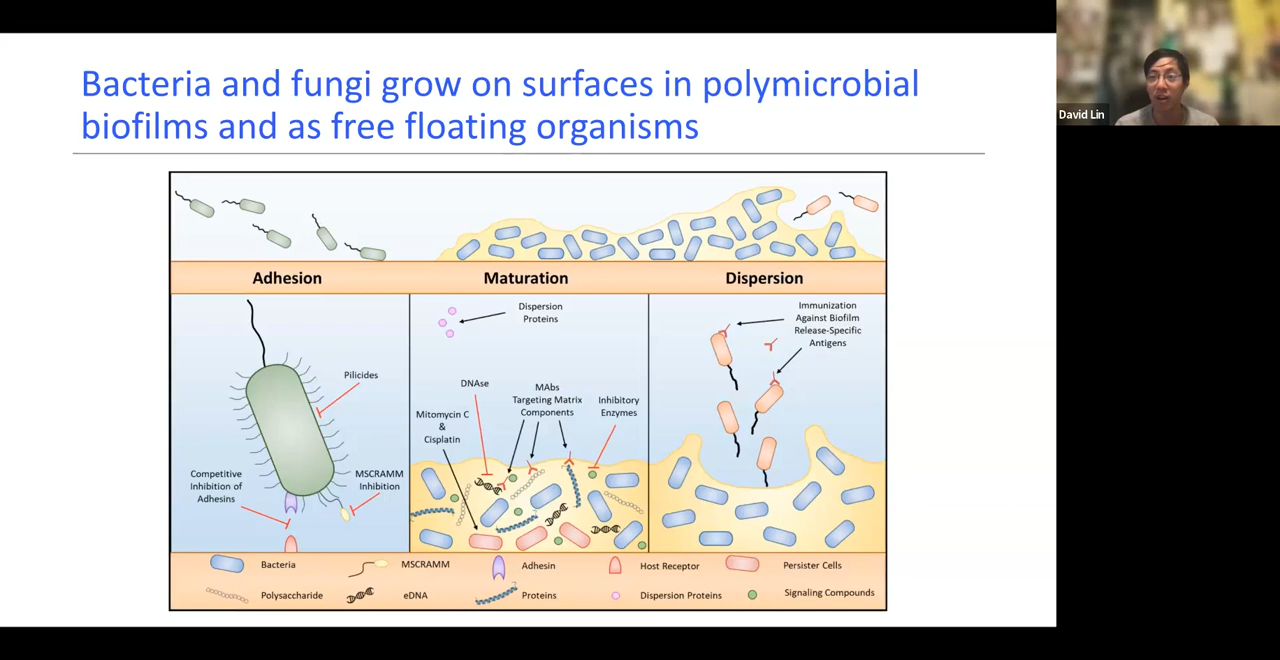 Bacteria and fungi grow on surfaces in polymicrobial
biofilms and as free floating organisms
David Lin
Adhesion
Maturation
Dispersion
Pilicides
Competitive
Inhibition of
Adhesins
MSCRAMM
Inhibition
Dispersion
Proteins
DNAse
MAbs
Targeting Matrix
Components
Inhibitory
Enzymes
Mitomycin C
&
Cisplatin
Immunization
Against Biofilm
Release-Specific
Antigens
Bacteria
MSCRAMM
Adhesin
Host Receptor
Persister Cells
Polysaccharide
eDNA
Proteins
Dispersion Proteins
Signaling Compounds